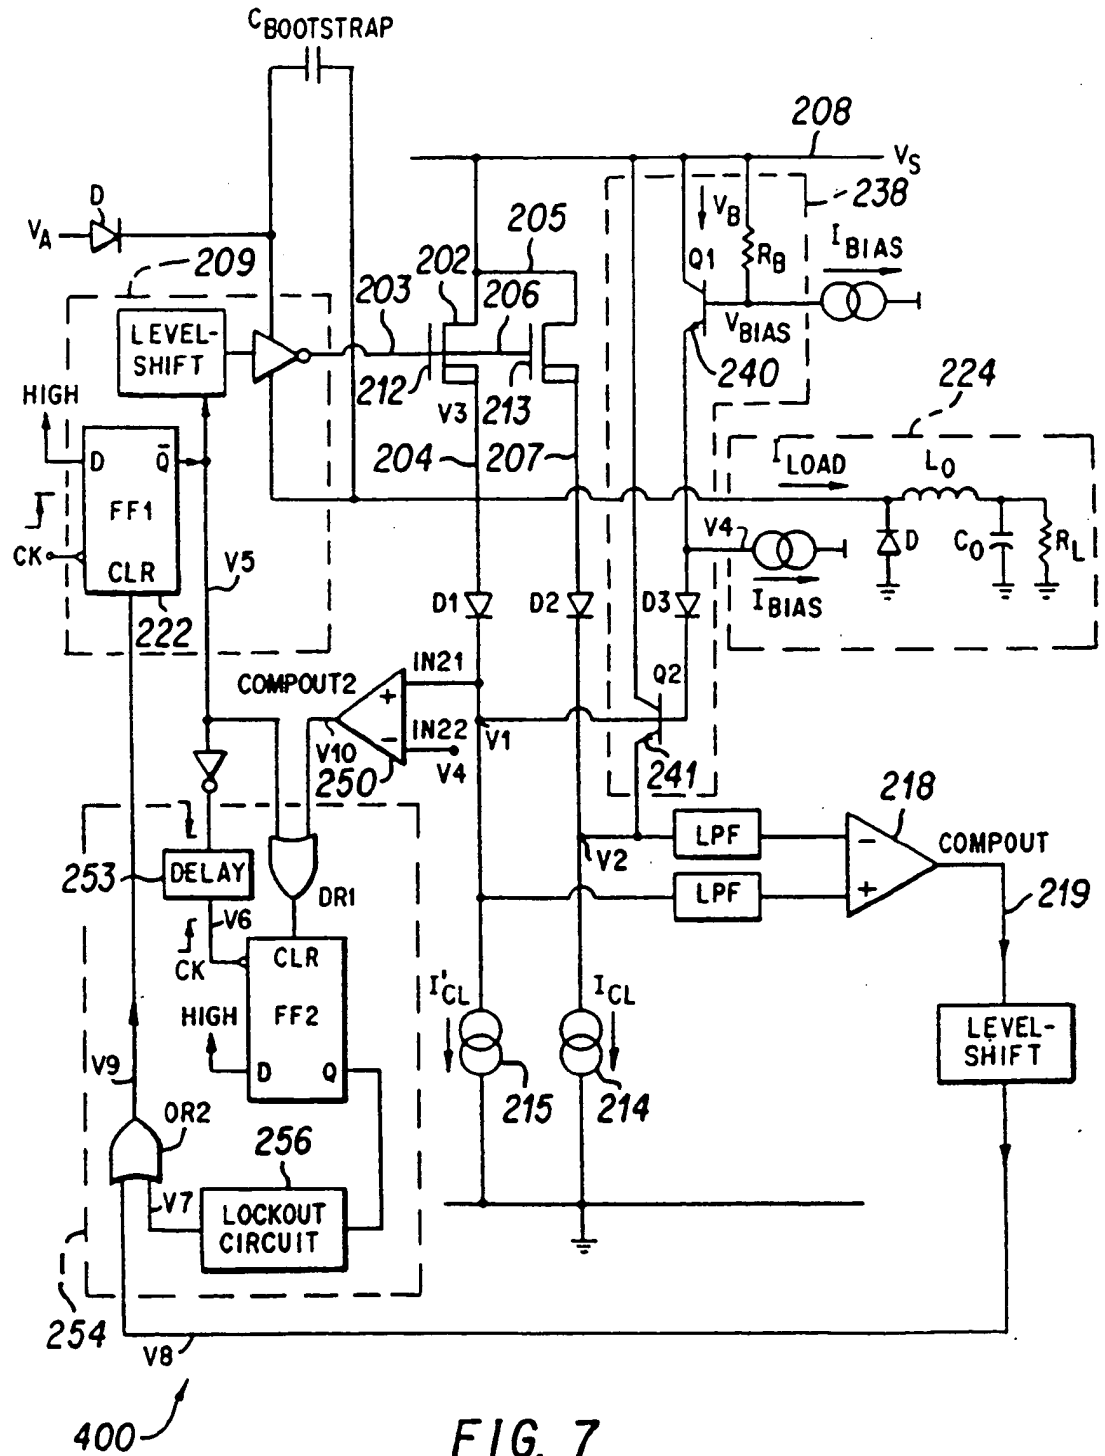 CBOOTSTRAP
208
VS
D
VA
209
238
VB
IBIAS
205
Q1
RB
202
203
206
LEVEL-
SHIFT
VBIAS
240
212
213
224
HIGH
V3
D
Q̄
204
207
ILOAD
LO
FF1
V4
D
CO
RL
CK
CLR
V5
IBIAS
D1
D2
D3
222
IN21
COMPOUT2
+
Q2
IN22
V10
-
V1
250
V4
241
218
LPF
COMPOUT
V2
-
253
DELAY
DR1
LPF
+
219
V6
CK
CLR
I'CL
ICL
HIGH
FF2
LEVEL-
SHIFT
V9
D
Q
215
214
OR2
256
V7
LOCKOUT
CIRCUIT
254
V8
400
FIG. 7